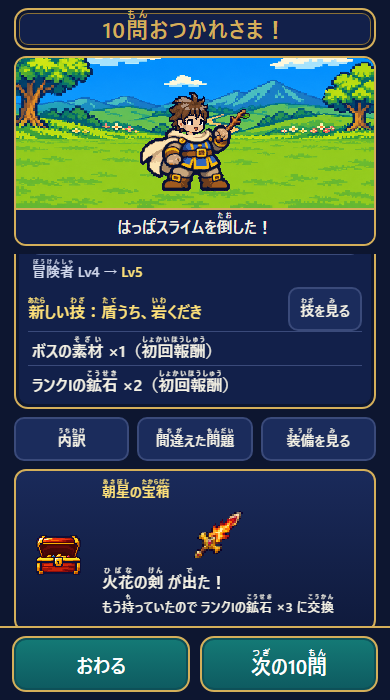 10問おつかれさま！
はっぱスライムを倒した！
冒険者 Lv4 → Lv5
新しい技：盾うち、岩くだき
技を見る
ボスの素材 ×1（初回報酬）
ランクIの鉱石 ×2（初回報酬）
内訳
間違えた問題
装備を見る
朝星の宝箱
火花の剣 が出た！
もう持っていたので ランクIの鉱石 ×3 に交換
おわる
次の10問